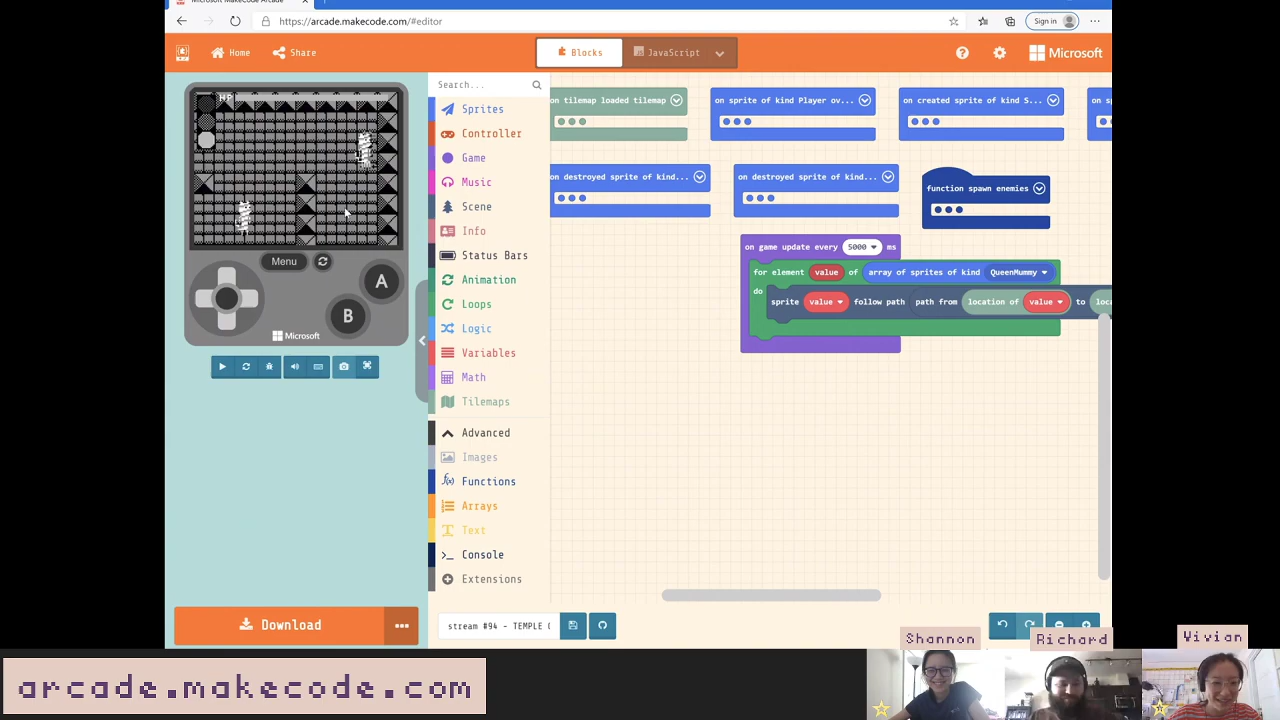 Microsoft MakeCode Arcade
https://arcade.makecode.com/#editor
Sign in
Home
Share
Blocks
JavaScript
Microsoft
HP
Menu
A
B
Microsoft
Search...
Sprites
Controller
Game
Music
Scene
Info
Status Bars
Animation
Loops
Logic
Variables
Math
Tilemaps
Advanced
Images
Functions
Arrays
Text
Console
Extensions
on tilemap loaded tilemap
on sprite of kind Player ov...
on created sprite of kind S...
on sp
on destroyed sprite of kind...
on destroyed sprite of kind...
function spawn enemies
on game update every 5000 ms
for element value of array of sprites of kind QueenMummy
do
sprite value follow path path from location of value to loca
Download
stream #94 - TEMPLE
Shannon
Richard
Vivian
arcade.makecode.com